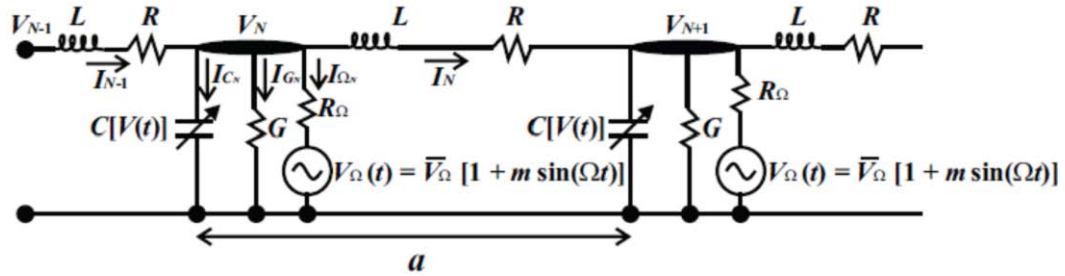 V_{N-1} L R V_N L R V_{N+1} L R
I_{N-1} I_{C_N} I_{G_N} I_{Ω_N} I_N
R_Ω R_Ω
C[V(t)] G C[V(t)] G
V_Ω (t) = V̅_Ω [1 + m sin(Ωt)] V_Ω (t) = V̅_Ω [1 + m sin(Ωt)]
a